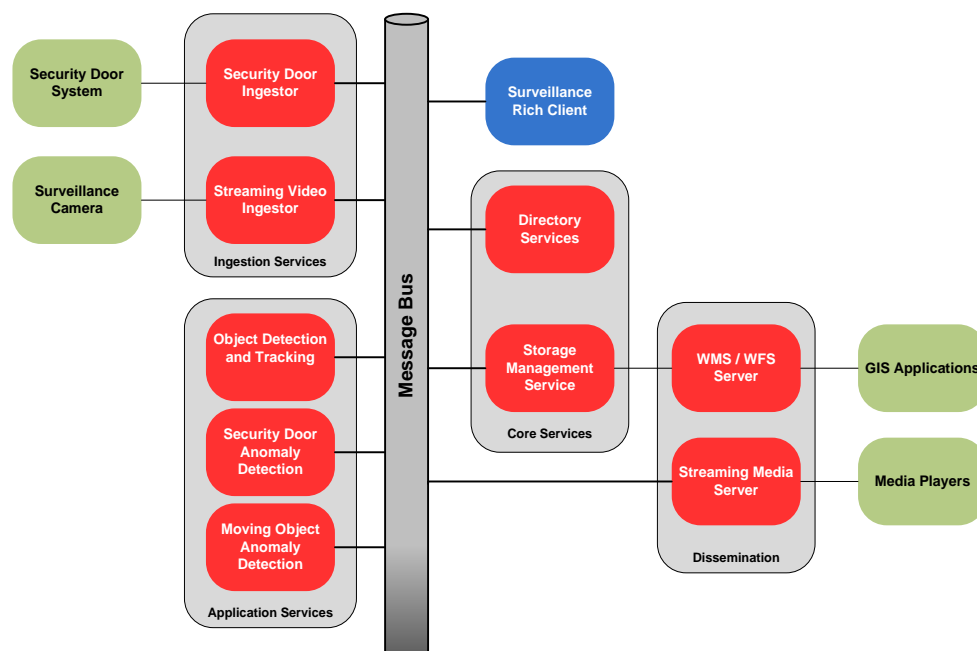 Security Door
System
Security Door
Ingestor
Surveillance
Camera
Streaming Video
Ingestor
Ingestion Services
Object Detection
and Tracking
Security Door
Anomaly
Detection
Moving Object
Anomaly
Detection
Application Services
Message Bus
Surveillance
Rich Client
Directory
Services
Storage
Management
Service
Core Services
WMS / WFS
Server
Streaming Media
Server
Dissemination
GIS Applications
Media Players